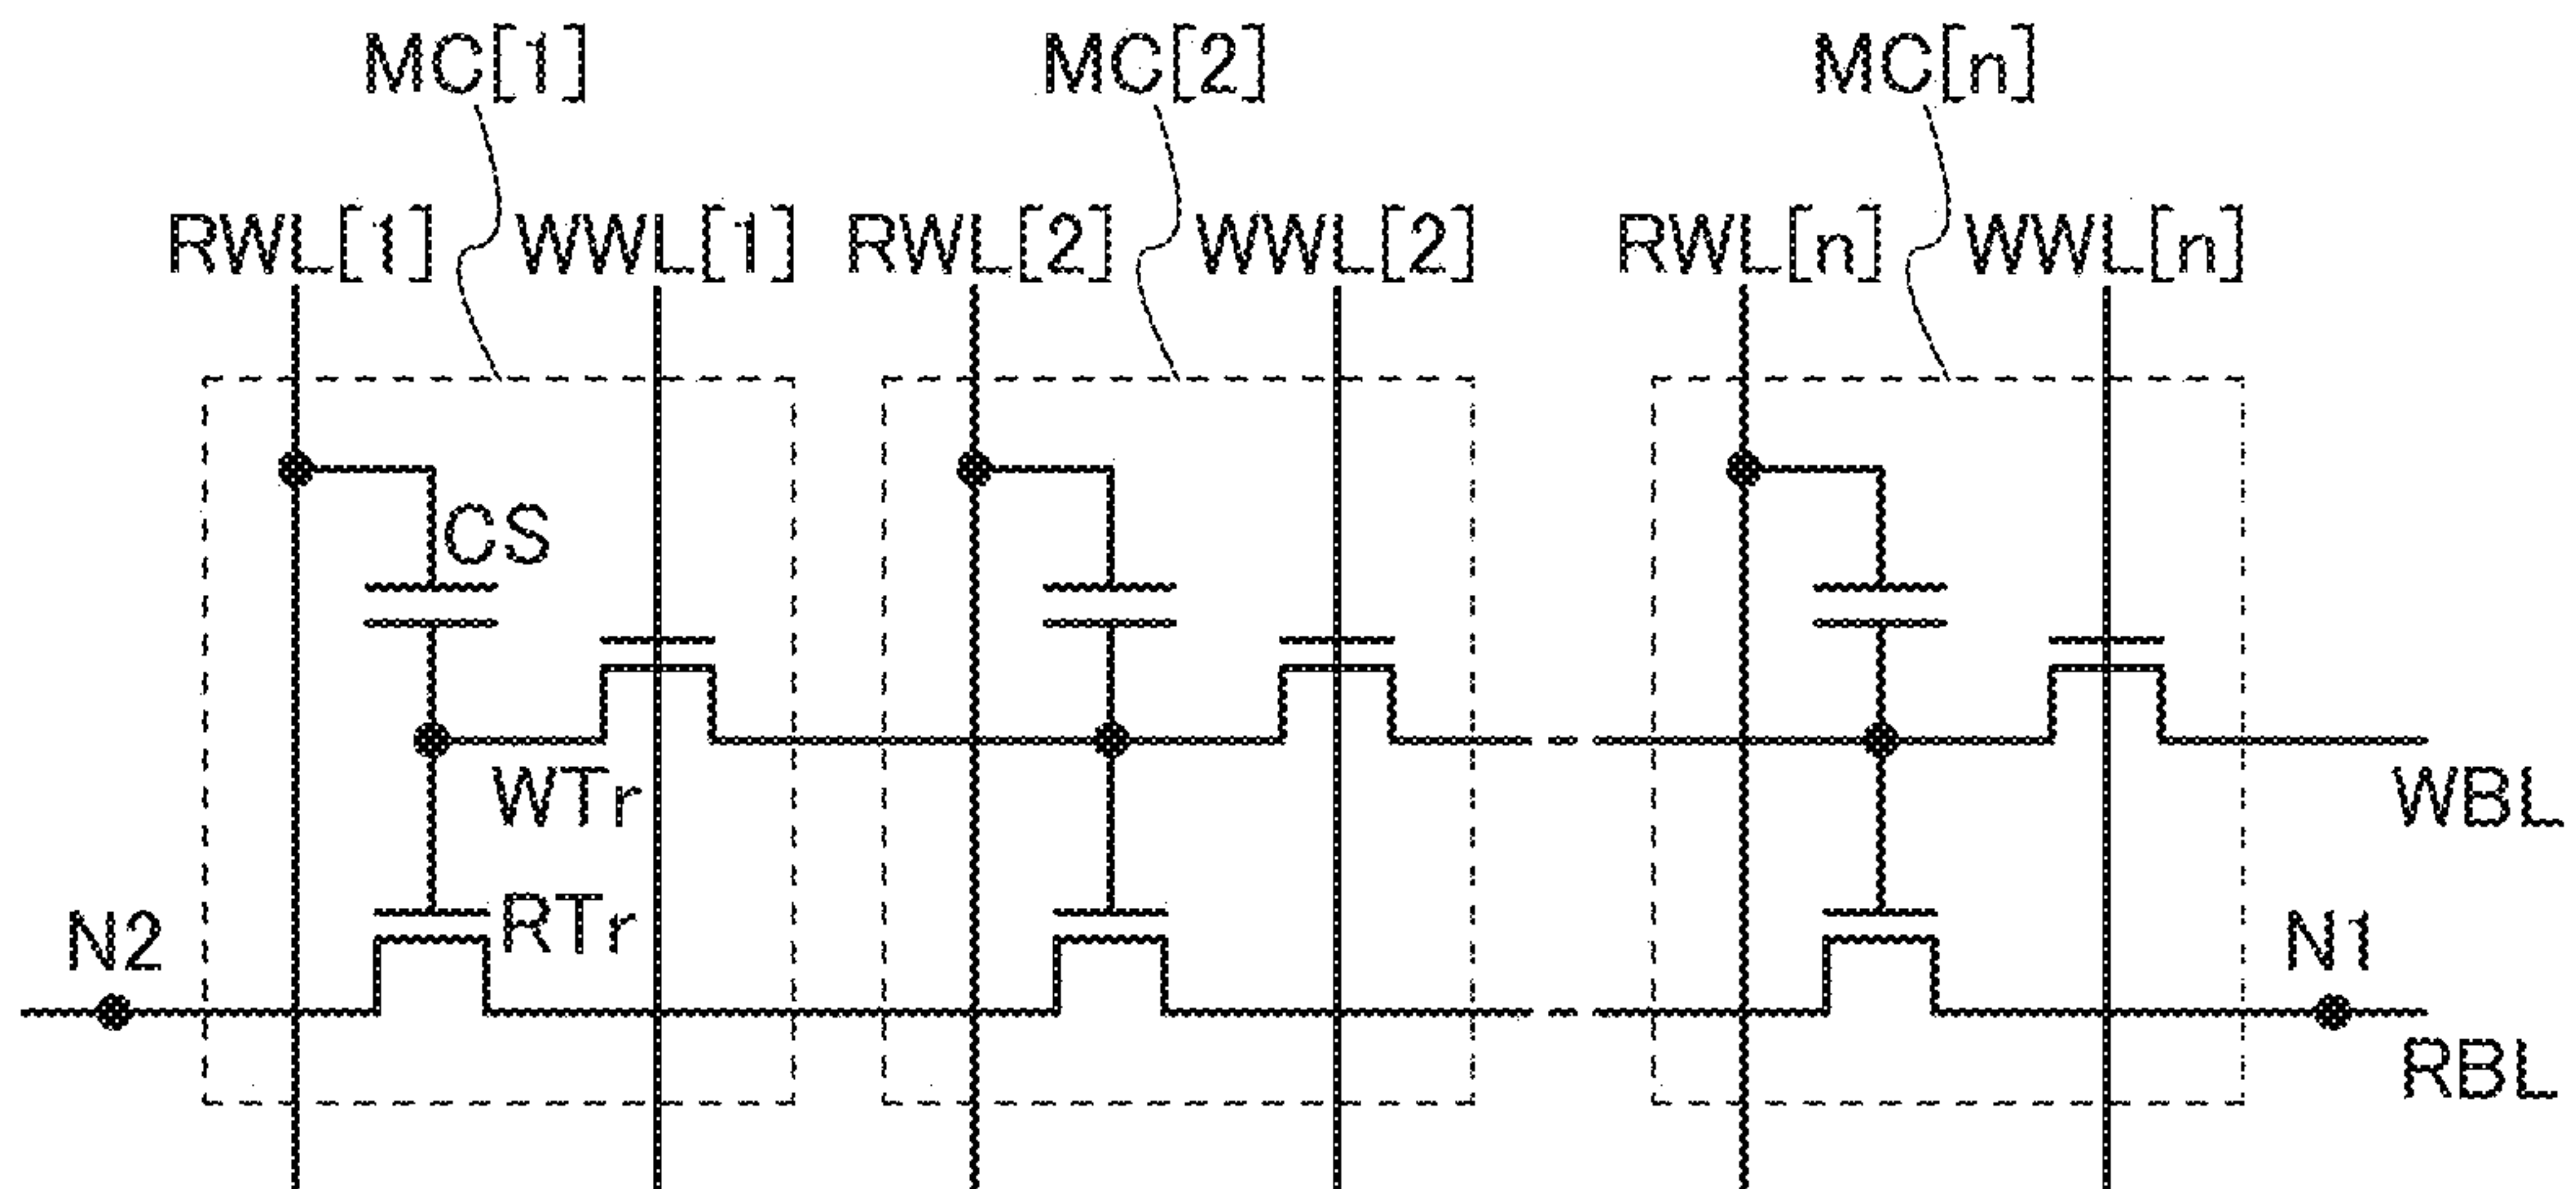 MC[1] MC[2] MC[n]
RWL[1] WWL[1] RWL[2] WWL[2] RWL[n] WWL[n]
CS
WTr
WBL
RTr
N2 N1
RBL